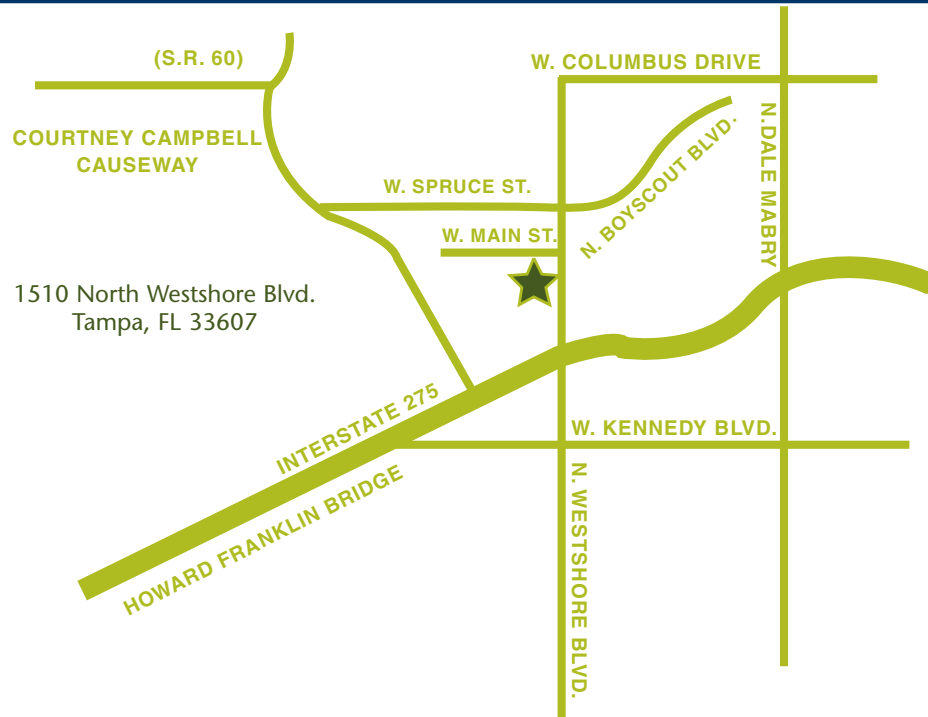 (S.R. 60)
W. COLUMBUS DRIVE
COURTNEY CAMPBELL
CAUSEWAY
N.DALE MABRY
N. BOYSCOUT BLVD.
W. SPRUCE ST.
W. MAIN ST.
1510 North Westshore Blvd.
Tampa, FL 33607
INTERSTATE 275
W. KENNEDY BLVD.
HOWARD FRANKLIN BRIDGE
N. WESTSHORE BLVD.